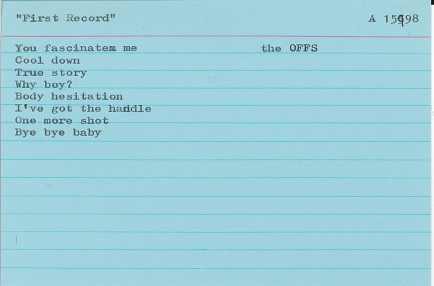 "First Record" A 15998
You fascinatex me the OFFS
Cool down
True story
Why boy?
Body hesitation
I've got the handle
One more shot
Bye bye baby